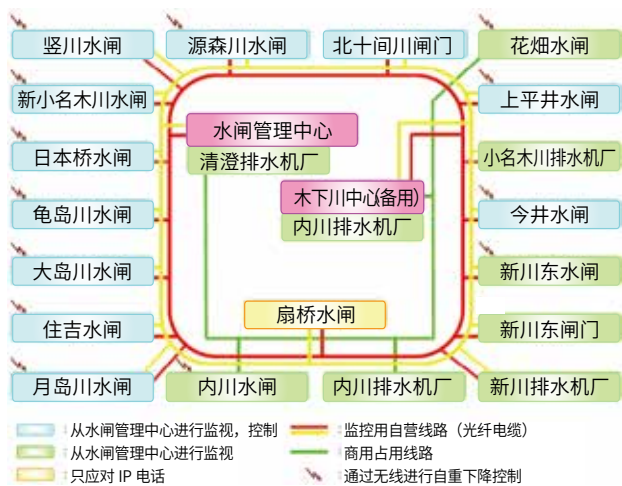 竖川水闸
源森川水闸
北十间川闸门
花畑水闸
新小名木川水闸
上平井水闸
水闸管理中心
清澄排水机厂
日本桥水闸
小名木川排水机厂
木下川中心(备用)
内川排水机厂
龟岛川水闸
今井水闸
大岛川水闸
新川东水闸
扇桥水闸
住吉水闸
新川东闸门
月岛川水闸
内川水闸
内川排水机厂
新川排水机厂
:从水闸管理中心进行监视，控制
:监控用自营线路（光纤电缆）
:从水闸管理中心进行监视
:商用占用线路
:只应对 IP 电话
:通过无线进行自重下降控制